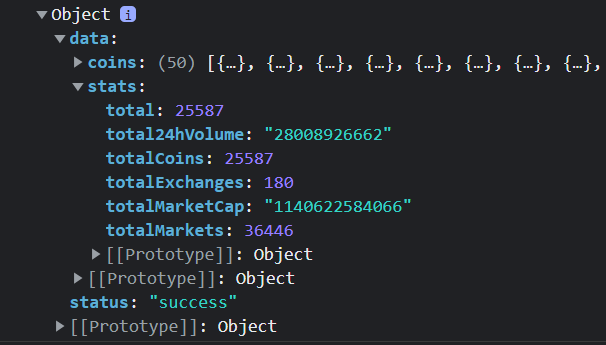 ▼Object i
▼data:
▶coins: (50) [{…}, {…}, {…}, {…}, {…}, {…}, {…}, {…},
▼stats:
total: 25587
total24hVolume: "28008926662"
totalCoins: 25587
totalExchanges: 180
totalMarketCap: "1140622584066"
totalMarkets: 36446
▶[[Prototype]]: Object
▶[[Prototype]]: Object
status: "success"
▶[[Prototype]]: Object